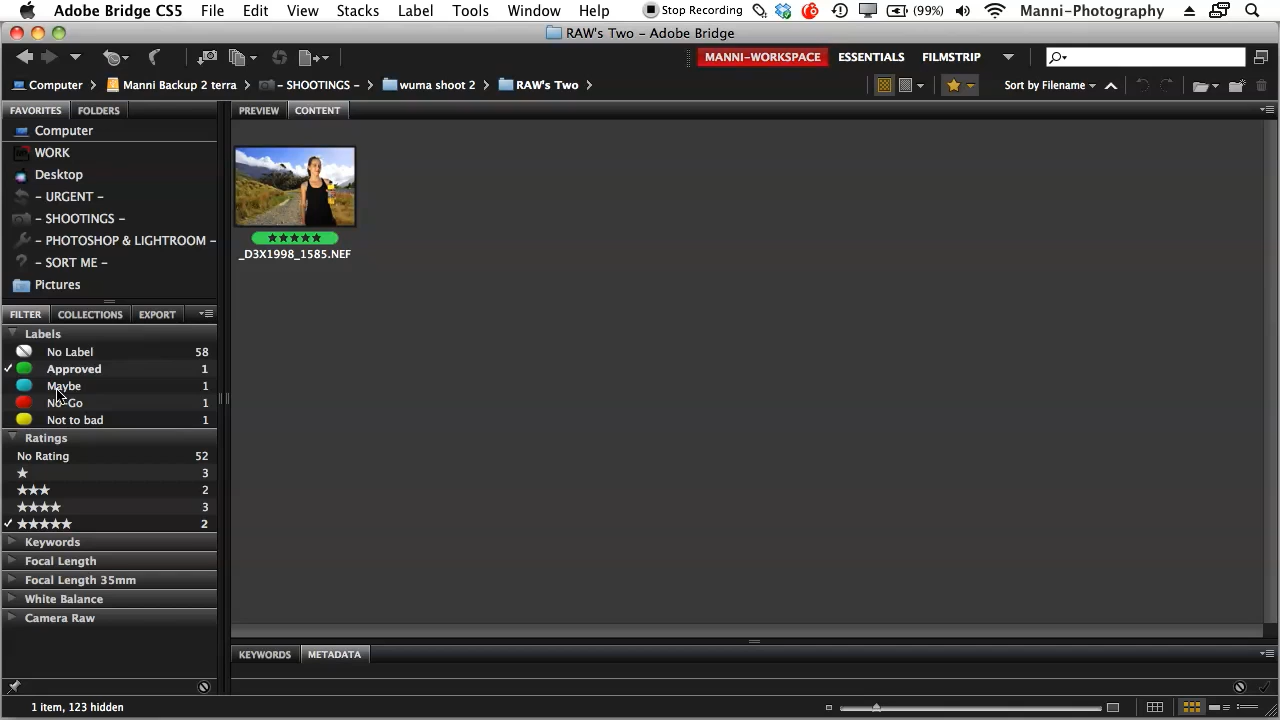 Adobe Bridge CS5 File Edit View Stacks Label Tools Window Help Stop Recording (99%) Manni-Photography
RAW's Two – Adobe Bridge
MANNI-WORKSPACE ESSENTIALS FILMSTRIP
Computer Manni Backup 2 terra - SHOOTINGS - wuma shoot 2 RAW's Two Sort by Filename
FAVORITES FOLDERS PREVIEW CONTENT
Computer
WORK
Desktop
- URGENT -
- SHOOTINGS -
- PHOTOSHOP & LIGHTROOM -
- SORT ME -
Pictures
_D3X1998_1585.NEF
FILTER COLLECTIONS EXPORT
Labels
No Label 58
Approved 1
Maybe 1
No-Go 1
Not to bad 1
Ratings
No Rating 52
★ 3
★★★ 2
★★★★ 3
★★★★★ 2
Keywords
Focal Length
Focal Length 35mm
White Balance
Camera Raw
KEYWORDS METADATA
1 item, 123 hidden